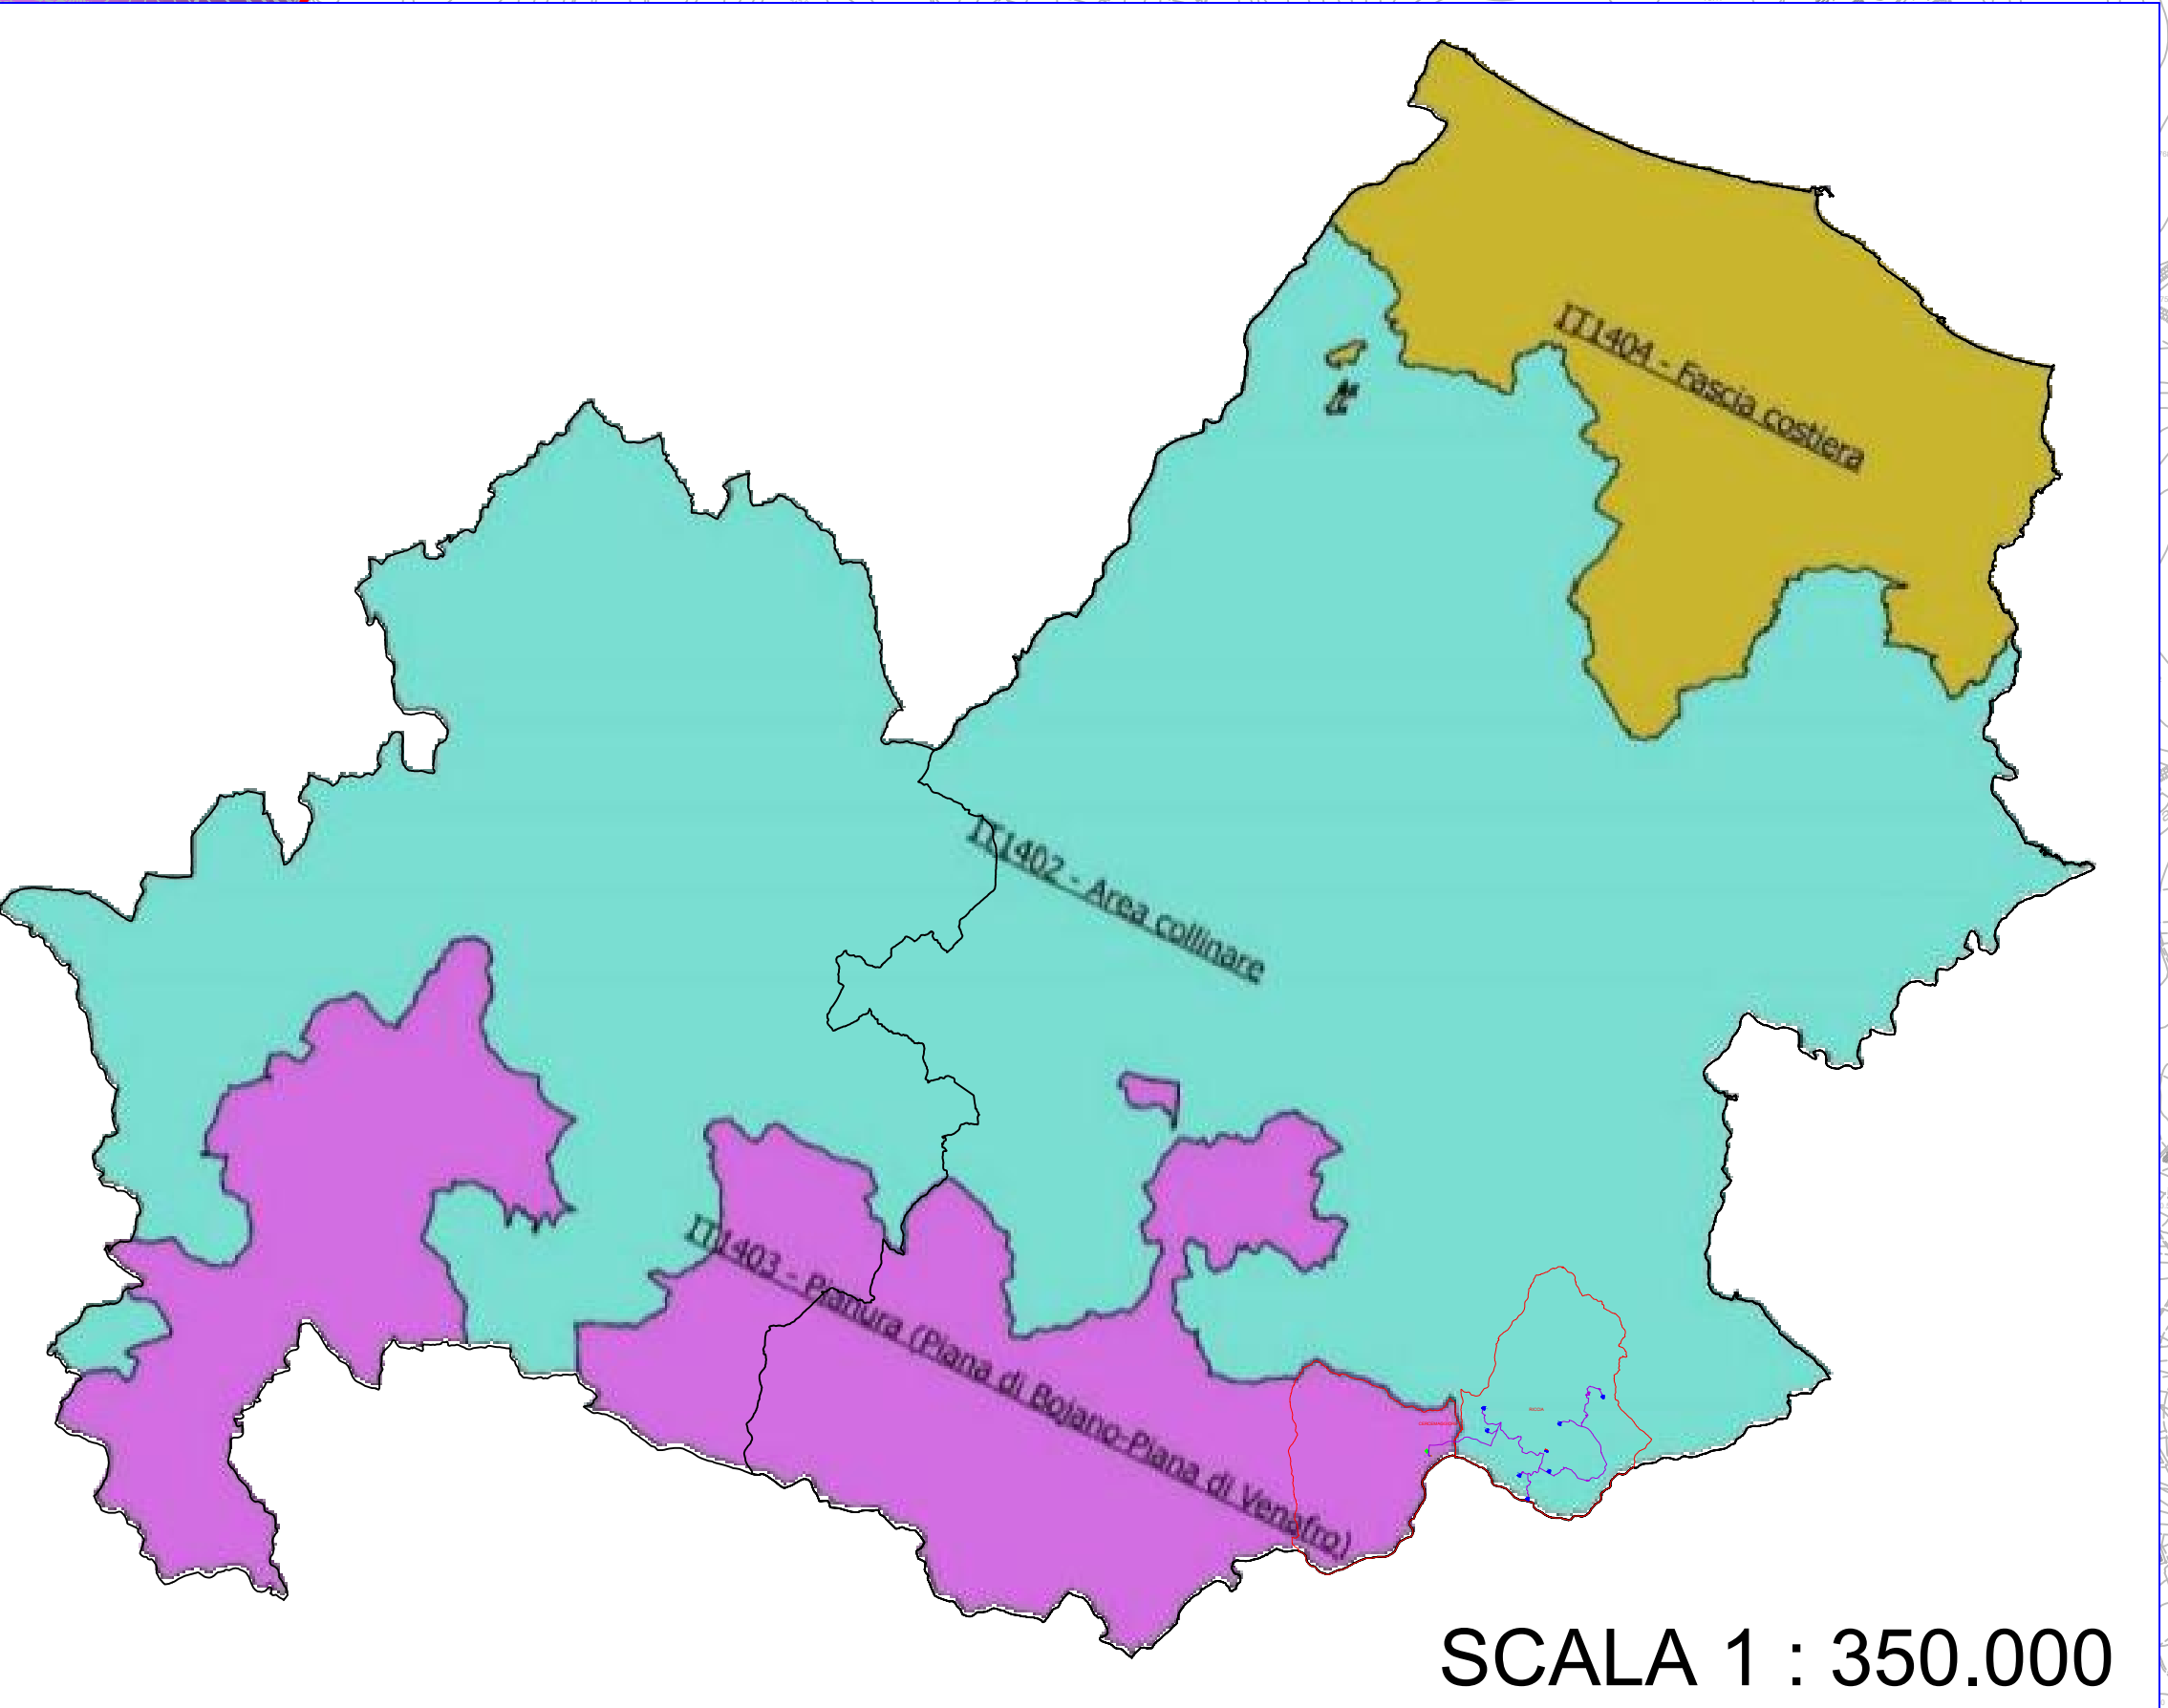 IT1404 - Fascia costiera
IT1402 - Area collinare
IT1403 - Pianura (Piana di Bojano-Piana di Venafro)
SCALA 1 : 350.000